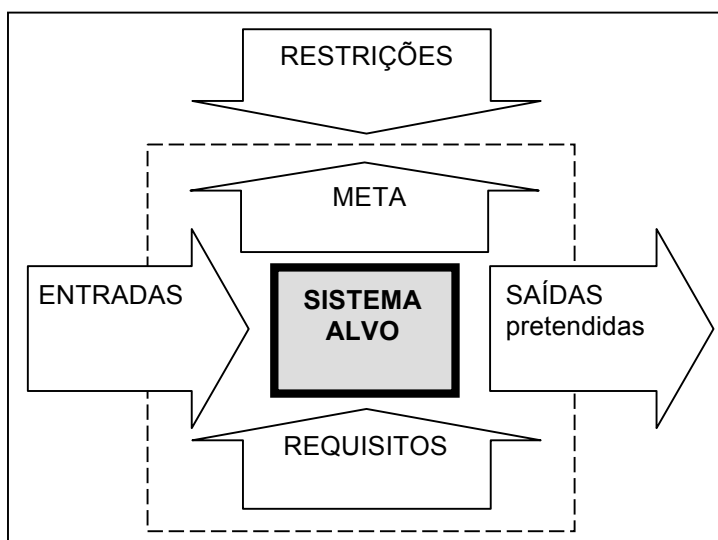 RESTRIÇÕES
META
ENTRADAS
SISTEMA
ALVO
SAÍDAS
pretendidas
REQUISITOS